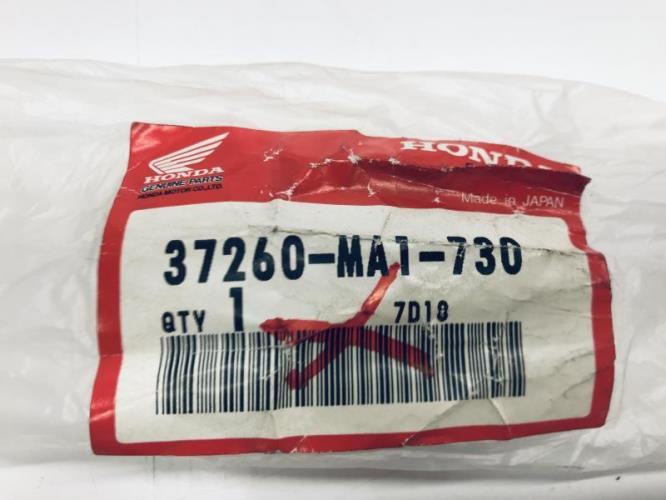 HONDA
GENUINE PARTS
HONDA MOTOR CO., LTD.
HONDA
Made in JAPAN
37260-MA1-730
QTY 1 7D18